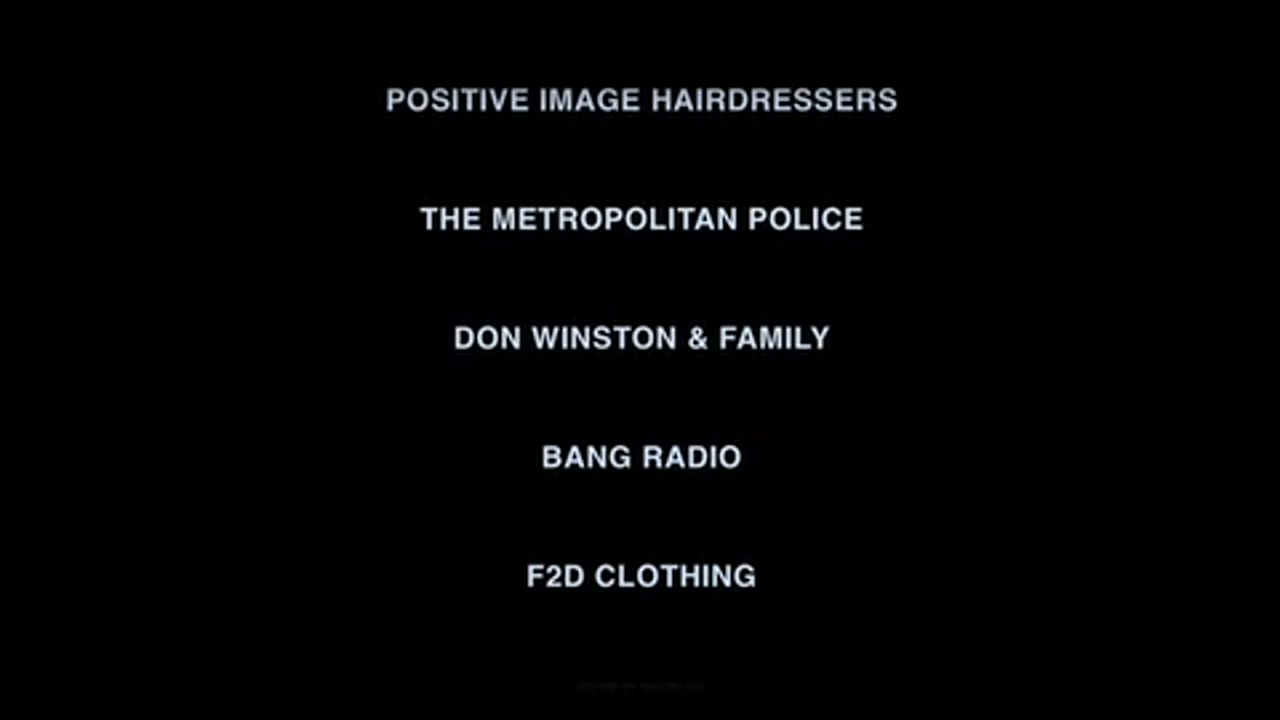 POSITIVE IMAGE HAIRDRESSERS
THE METROPOLITAN POLICE
DON WINSTON & FAMILY
BANG RADIO
F2D CLOTHING